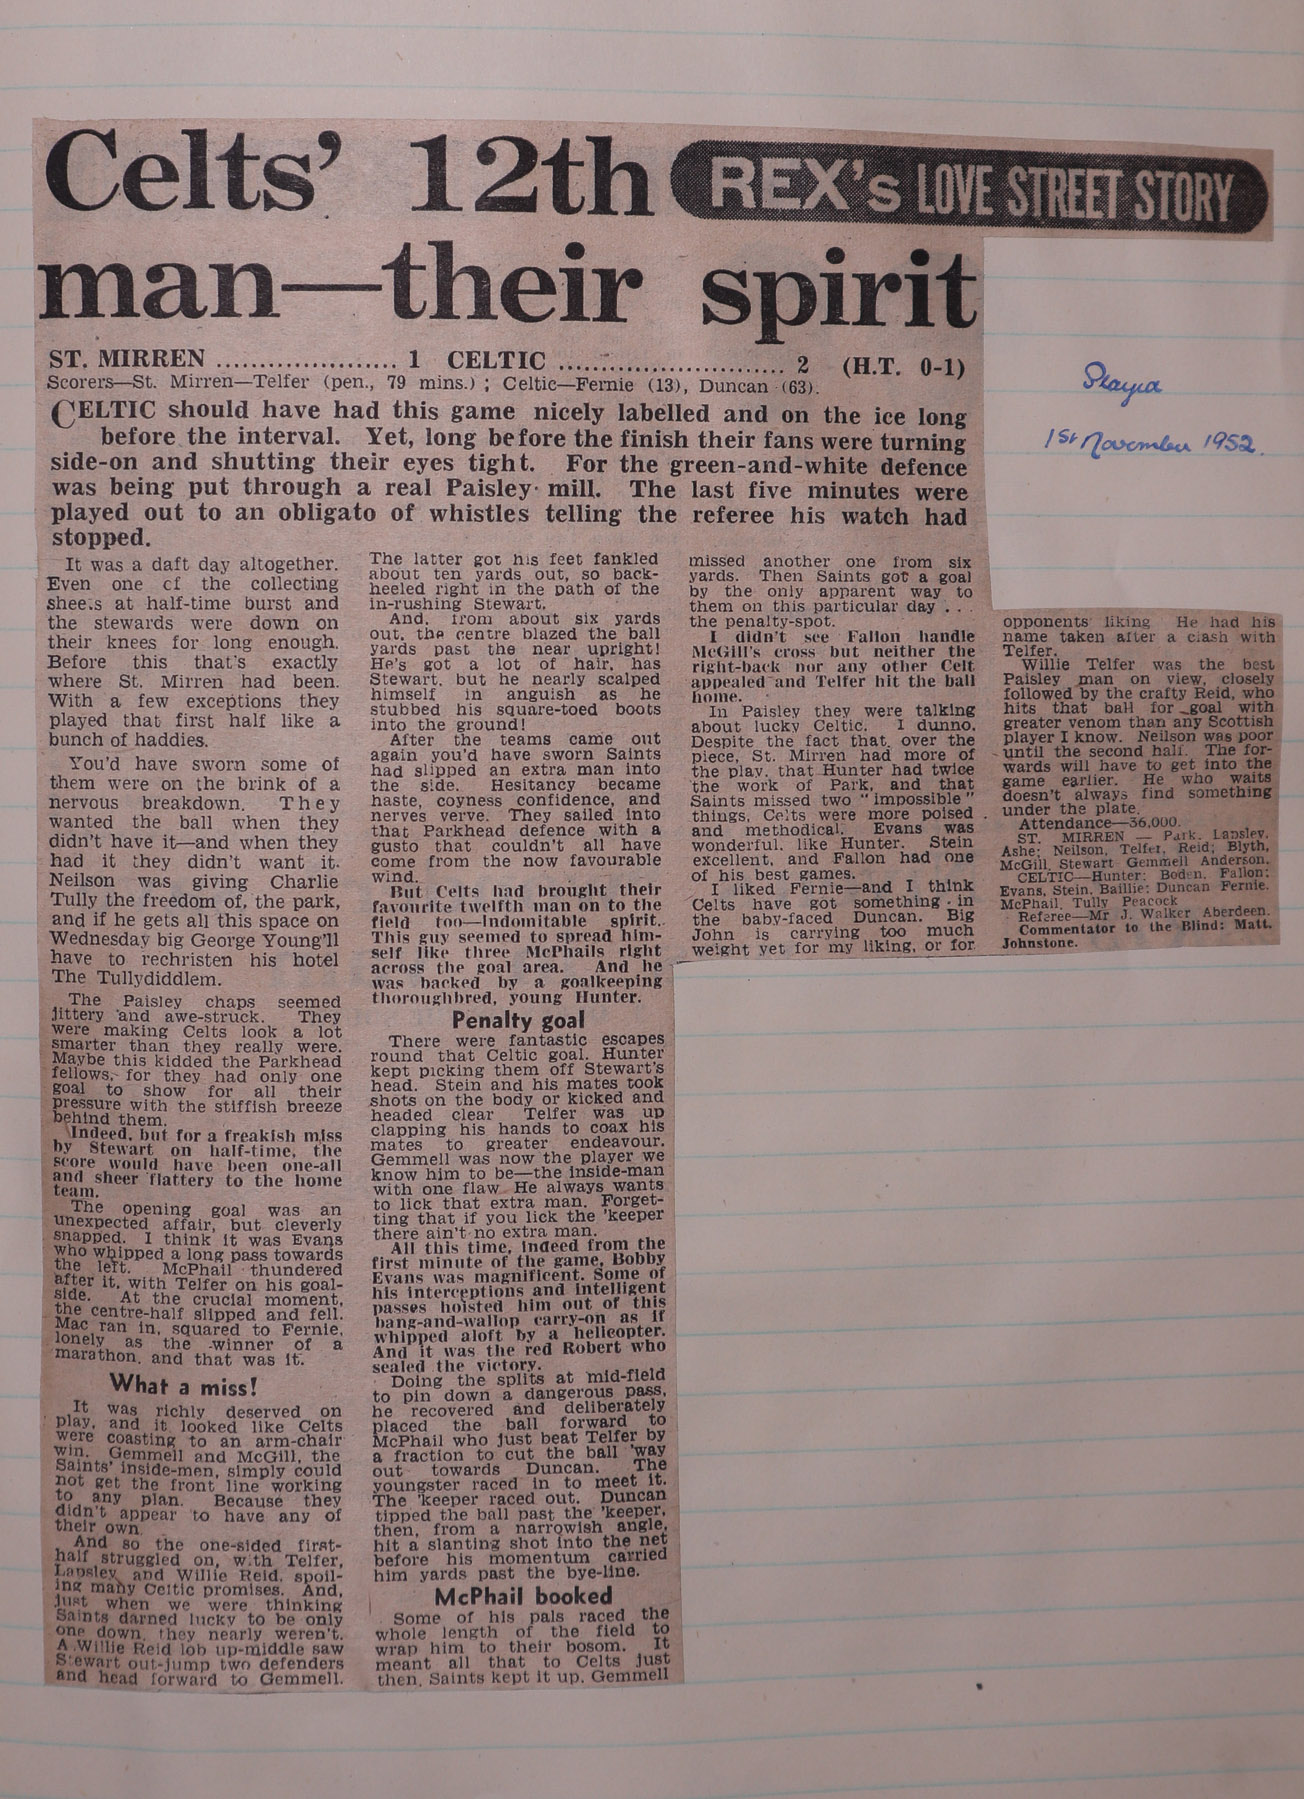 Celts' 12th
man—their spirit
REX's LOVE STREET STORY
ST. MIRREN .................... 1 CELTIC ......................... 2 (H.T. 0-1)
Scorers—St. Mirren—Telfer (pen., 79 mins.) ; Celtic—Fernie (13), Duncan (63).
CELTIC should have had this game nicely labelled and on the ice long
before the interval. Yet, long before the finish their fans were turning
side-on and shutting their eyes tight. For the green-and-white defence
was being put through a real Paisley mill. The last five minutes were
played out to an obligato of whistles telling the referee his watch had
stopped.
Played
1st November 1952.
It was a daft day altogether.
Even one of the collecting
sheets at half-time burst and
the stewards were down on
their knees for long enough.
Before this that's exactly
where St. Mirren had been.
With a few exceptions they
played that first half like a
bunch of haddies.
You'd have sworn some of
them were on the brink of a
nervous breakdown. They
wanted the ball when they
didn't have it—and when they
had it they didn't want it.
Neilson was giving Charlie
Tully the freedom of the park,
and if he gets all this space on
Wednesday big George Young'll
have to rechristen his hotel
The Tullydiddlem.
The Paisley chaps seemed
jittery and awe-struck. They
were making Celts look a lot
smarter than they really were.
Maybe this kidded the Parkhead
fellows, for they had only one
goal to show for all their
pressure with the stiffish breeze
behind them.
Indeed, but for a freakish miss
by Stewart on half-time, the
score would have been one-all
and sheer flattery to the home
team.
The opening goal was an
unexpected affair, but cleverly
snapped. I think it was Evans
who whipped a long pass towards
the left. McPhail thundered
after it, with Telfer on his goal-
side. At the crucial moment,
the centre-half slipped and fell.
Mac ran in, squared to Fernie,
lonely as the winner of a
marathon, and that was it.
What a miss!
It was richly deserved on
play, and it looked like Celts
were coasting to an arm-chair
win. Gemmell and McGill, the
Saints' inside-men, simply could
not get the front line working
to any plan. Because they
didn't appear to have any of
their own.
And so the one-sided first-
half struggled on, with Telfer,
Lapsley and Willie Reid, spoil-
ing many Celtic promises. And,
just when we were thinking
Saints darned lucky to be only
one down, they nearly weren't.
A Willie Reid lob up-middle saw
Stewart out-jump two defenders
and head forward to Gemmell.
The latter got his feet fankled
about ten yards out, so back-
heeled right in the path of the
in-rushing Stewart.
And, from about six yards
out, the centre blazed the ball
yards past the near upright!
He's got a lot of hair, has
Stewart, but he nearly scalped
himself in anguish as he
stubbed his square-toed boots
into the ground!
After the teams came out
again you'd have sworn Saints
had slipped an extra man into
the side. Hesitancy became
haste, coyness confidence, and
nerves verve. They sailed into
that Parkhead defence with a
gusto that couldn't all have
come from the now favourable
wind.
But Celts had brought their
favourite twelfth man on to the
field too—Indomitable spirit.
This guy seemed to spread him-
self like three McPhails right
across the goal area. And he
was backed by a goalkeeping
thoroughbred, young Hunter.
Penalty goal
There were fantastic escapes
round that Celtic goal. Hunter
kept picking them off Stewart's
head. Stein and his mates took
shots on the body or kicked and
headed clear Telfer was up
clapping his hands to coax his
mates to greater endeavour.
Gemmell was now the player we
know him to be—the inside-man
with one flaw. He always wants
to lick that extra man. Forget-
ting that if you lick the 'keeper
there ain't no extra man.
All this time, indeed from the
first minute of the game, Bobby
Evans was magnificent. Some of
his interceptions and intelligent
passes hoisted him out of this
bang-and-wallop carry-on as if
whipped aloft by a helicopter.
And it was the red Robert who
sealed the victory.
Doing the splits at mid-field
to pin down a dangerous pass,
he recovered and deliberately
placed the ball forward to
McPhail who just beat Telfer by
a fraction to cut the ball 'way
out towards Duncan. The
youngster raced in to meet it.
The 'keeper raced out. Duncan
tipped the ball past the 'keeper,
then, from a narrowish angle,
hit a slanting shot into the net
before his momentum carried
him yards past the bye-line.
McPhail booked
Some of his pals raced the
whole length of the field to
wrap him to their bosom. It
meant all that to Celts just
then. Saints kept it up. Gemmell
missed another one from six
yards. Then Saints got a goal
by the only apparent way to
them on this particular day . . .
the penalty-spot.
I didn't see Fallon handle
McGill's cross but neither the
right-back nor any other Celt
appealed and Telfer hit the ball
home.
In Paisley they were talking
about lucky Celtic. I dunno.
Despite the fact that, over the
piece, St. Mirren had more of
the play, that Hunter had twice
the work of Park, and that
Saints missed two "impossible"
things, Celts were more poised
and methodical. Evans was
wonderful, like Hunter. Stein
excellent, and Fallon had one
of his best games.
I liked Fernie—and I think
Celts have got something in
the baby-faced Duncan. Big
John is carrying too much
weight yet for my liking, or for
opponents liking He had his
name taken after a clash with
Telfer.
Willie Telfer was the best
Paisley man on view, closely
followed by the crafty Reid, who
hits that ball for goal with
greater venom than any Scottish
player I know. Neilson was poor
until the second half. The for-
wards will have to get into the
game earlier. He who waits
doesn't always find something
under the plate.
Attendance—36,000.
ST. MIRREN — Park. Lapsley,
Ashe; Neilson, Telfer, Reid; Blyth,
McGill, Stewart Gemmell Anderson.
CELTIC—Hunter; Boden, Fallon;
Evans, Stein, Baillie; Duncan Fernie,
McPhail, Tully Peacock
Referee—Mr J. Walker Aberdeen.
Commentator to the Blind: Matt.
Johnstone.